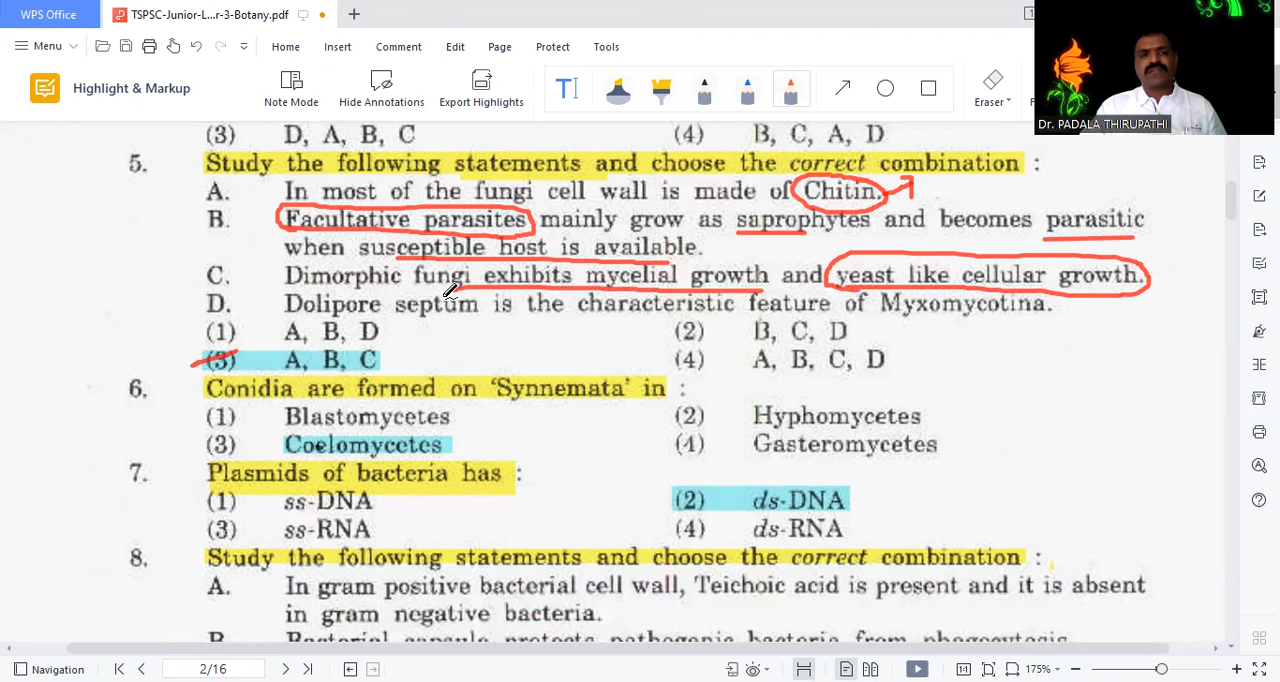 WPS Office
TSPSC-Junior-L...r-3-Botany.pdf
Menu
Home Insert Comment Edit Page Protect Tools
Highlight & Markup
Note Mode Hide Annotations Export Highlights Eraser
Dr. PADALA THIRUPATHI
(3) D, A, B, C (4) B, C, A, D
5. Study the following statements and choose the correct combination :
A. In most of the fungi cell wall is made of Chitin.
B. Facultative parasites mainly grow as saprophytes and becomes parasitic
when susceptible host is available.
C. Dimorphic fungi exhibits mycelial growth and yeast like cellular growth.
D. Dolipore septum is the characteristic feature of Myxomycotina.
(1) A, B, D (2) B, C, D
(3) A, B, C (4) A, B, C, D
6. Conidia are formed on ‘Synnemata’ in :
(1) Blastomycetes (2) Hyphomycetes
(3) Coelomycetes (4) Gasteromycetes
7. Plasmids of bacteria has :
(1) ss-DNA (2) ds-DNA
(3) ss-RNA (4) ds-RNA
8. Study the following statements and choose the correct combination :
A. In gram positive bacterial cell wall, Teichoic acid is present and it is absent
in gram negative bacteria.
B. Bacterial capsule protects pathogenic bacteria from phagocytosis
Navigation 2/16 175%